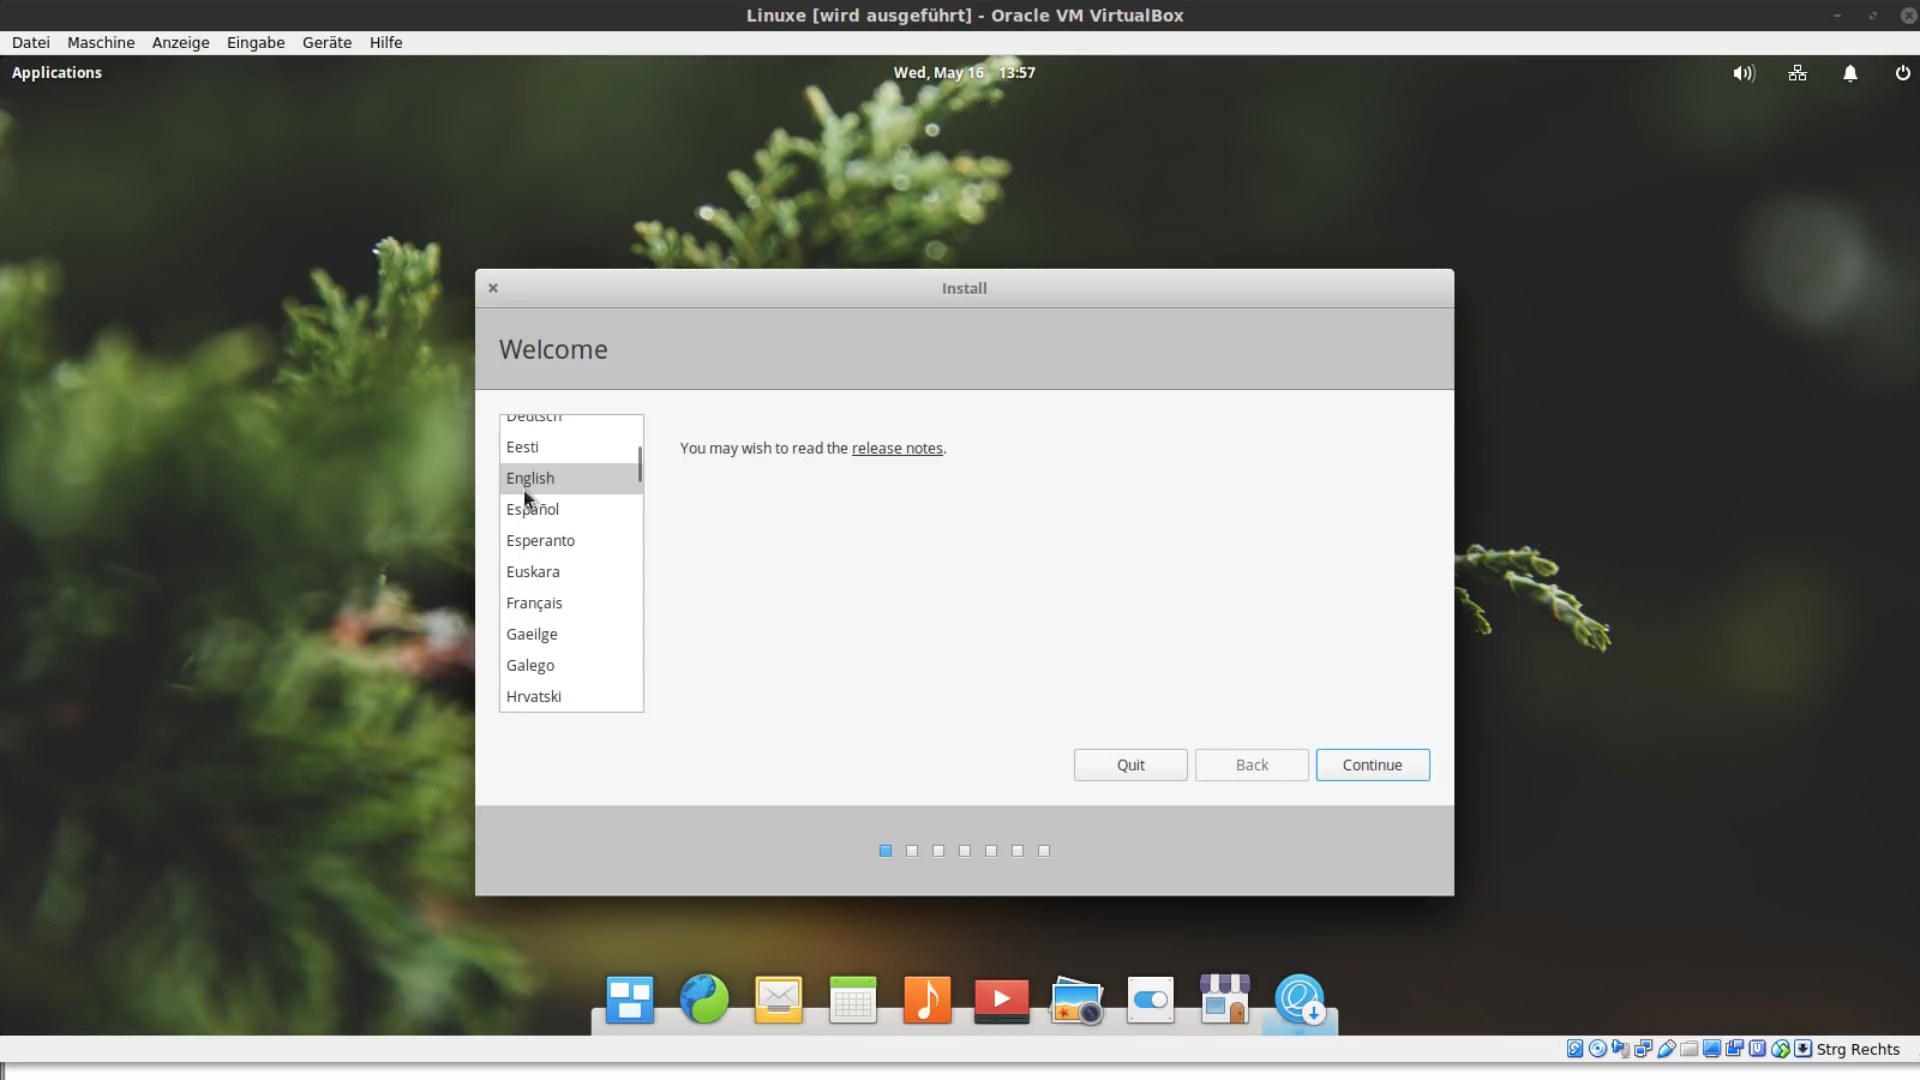 Linuxe [wird ausgeführt] - Oracle VM VirtualBox
Datei Maschine Anzeige Eingabe Geräte Hilfe
Applications Wed, May 16 13:57
Install
Welcome
Deutsch
Eesti
English
Español
Esperanto
Euskara
Français
Gaeilge
Galego
Hrvatski
You may wish to read the release notes.
Quit Back Continue
Strg Rechts